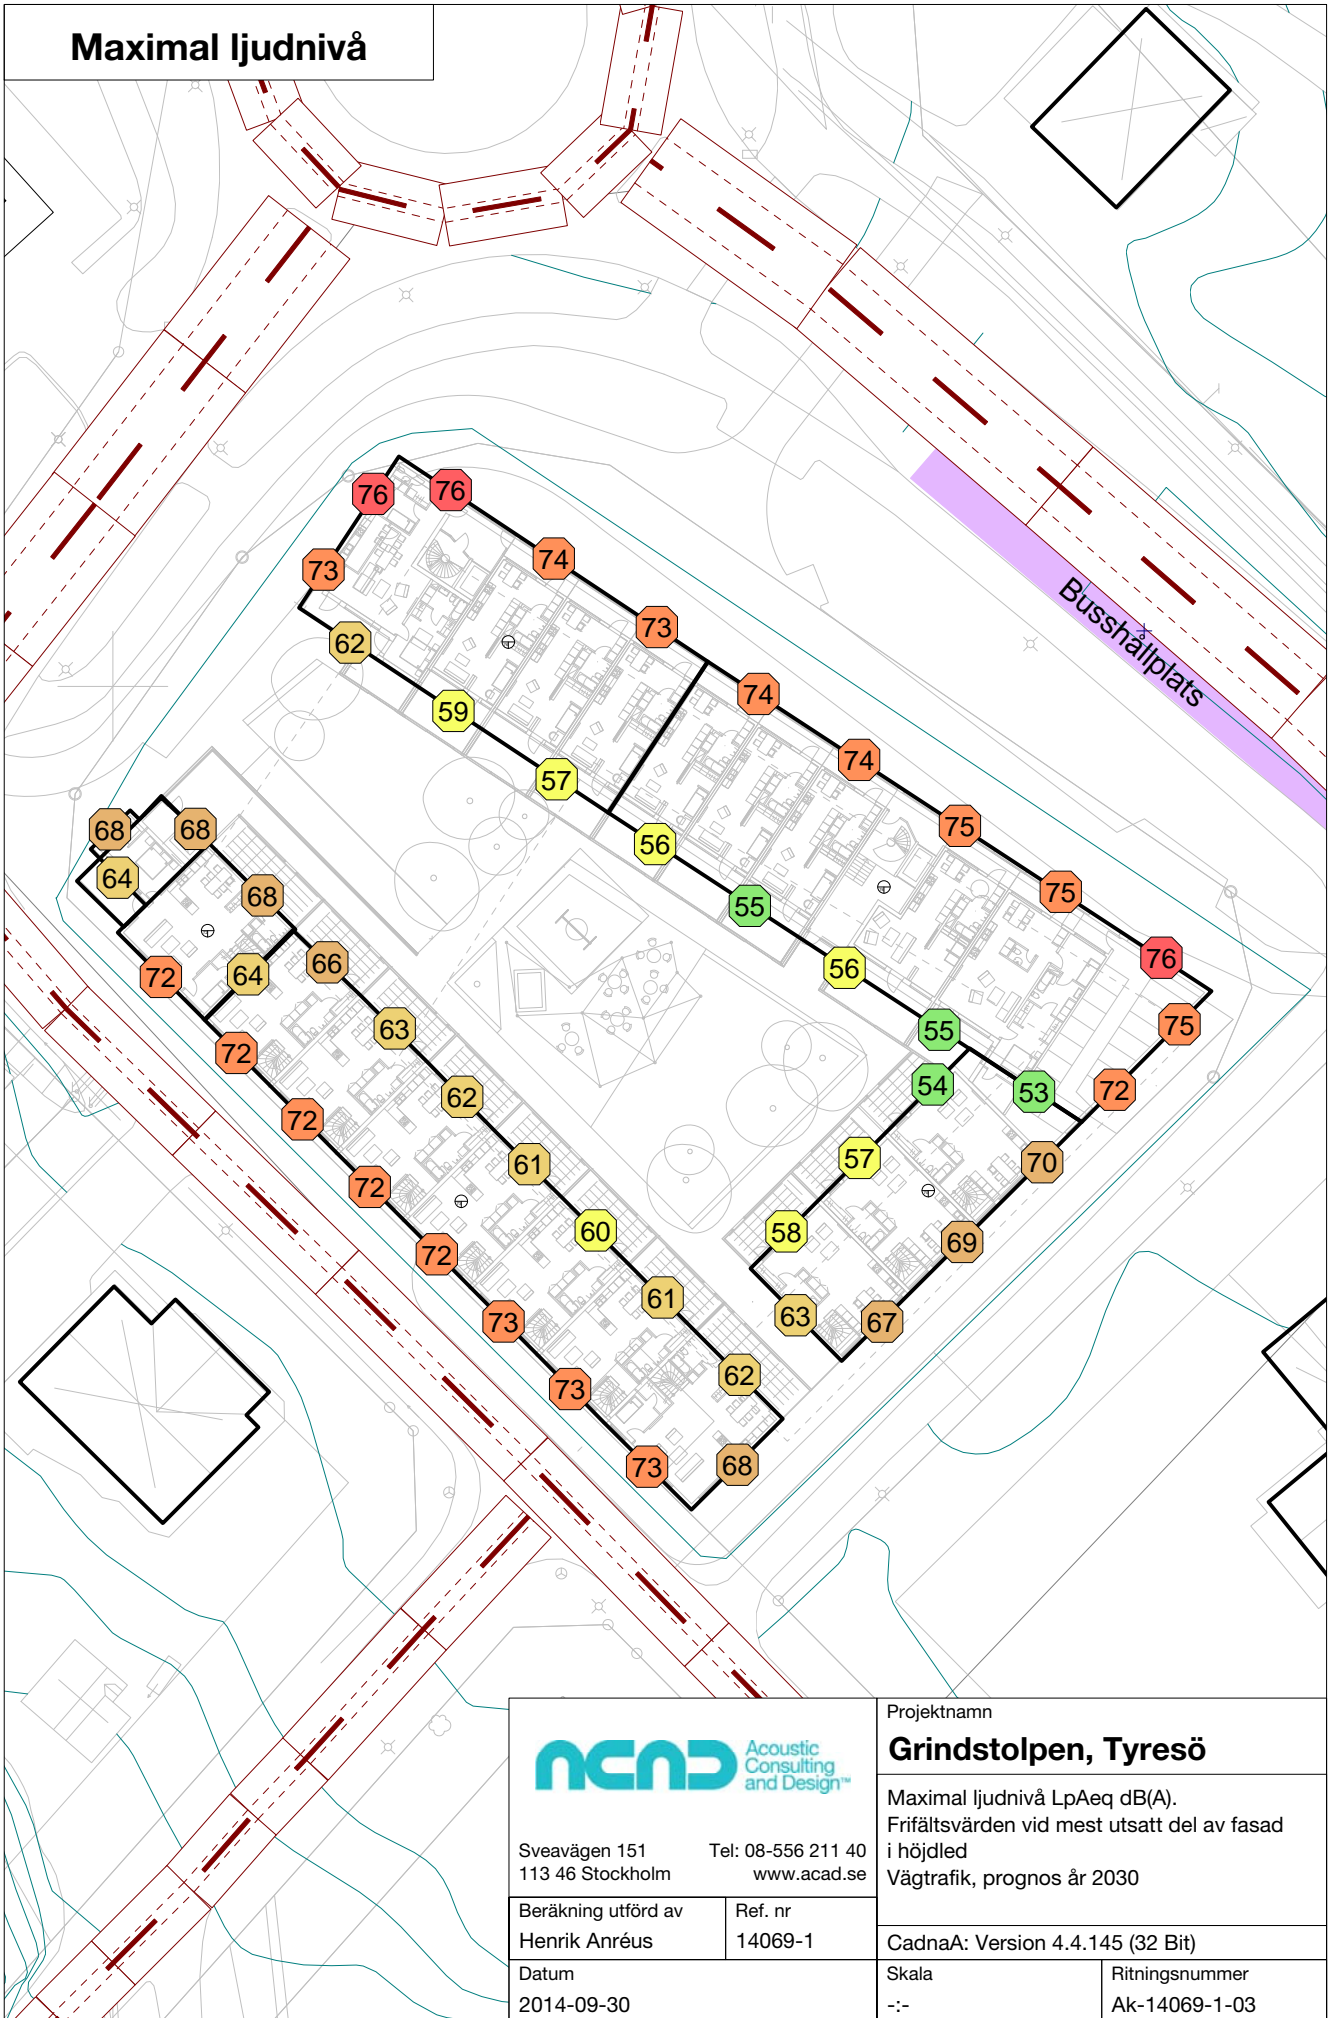 Maximal ljudnivå
76
76
73
74
62
73
59
74
57
74
56
75
55
75
56
76
55
75
54
53
72
57
70
58
69
63
67
68
68
64
68
72
64
66
72
63
72
62
72
61
72
60
73
61
73
62
73
68
Busshållplats
ACAD Acoustic
Consulting
and Design™
Sveavägen 151 Tel: 08-556 211 40
113 46 Stockholm www.acad.se
Beräkning utförd av
Henrik Anréus
Ref. nr
14069-1
Datum
2014-09-30
Projektnamn
Grindstolpen, Tyresö
Maximal ljudnivå LpAeq dB(A).
Frifältsvärden vid mest utsatt del av fasad
i höjdled
Vägtrafik, prognos år 2030
CadnaA: Version 4.4.145 (32 Bit)
Skala
-:-
Ritningsnummer
Ak-14069-1-03